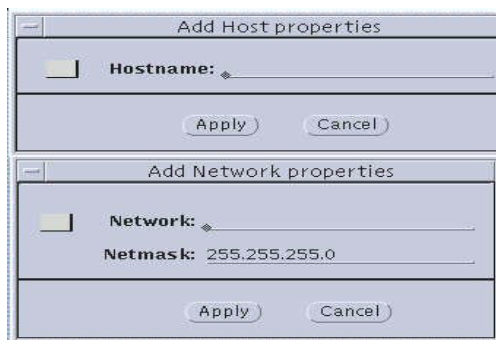 Add Host properties
Hostname:
Apply Cancel
Add Network properties
Network:
Netmask: 255.255.255.0
Apply Cancel